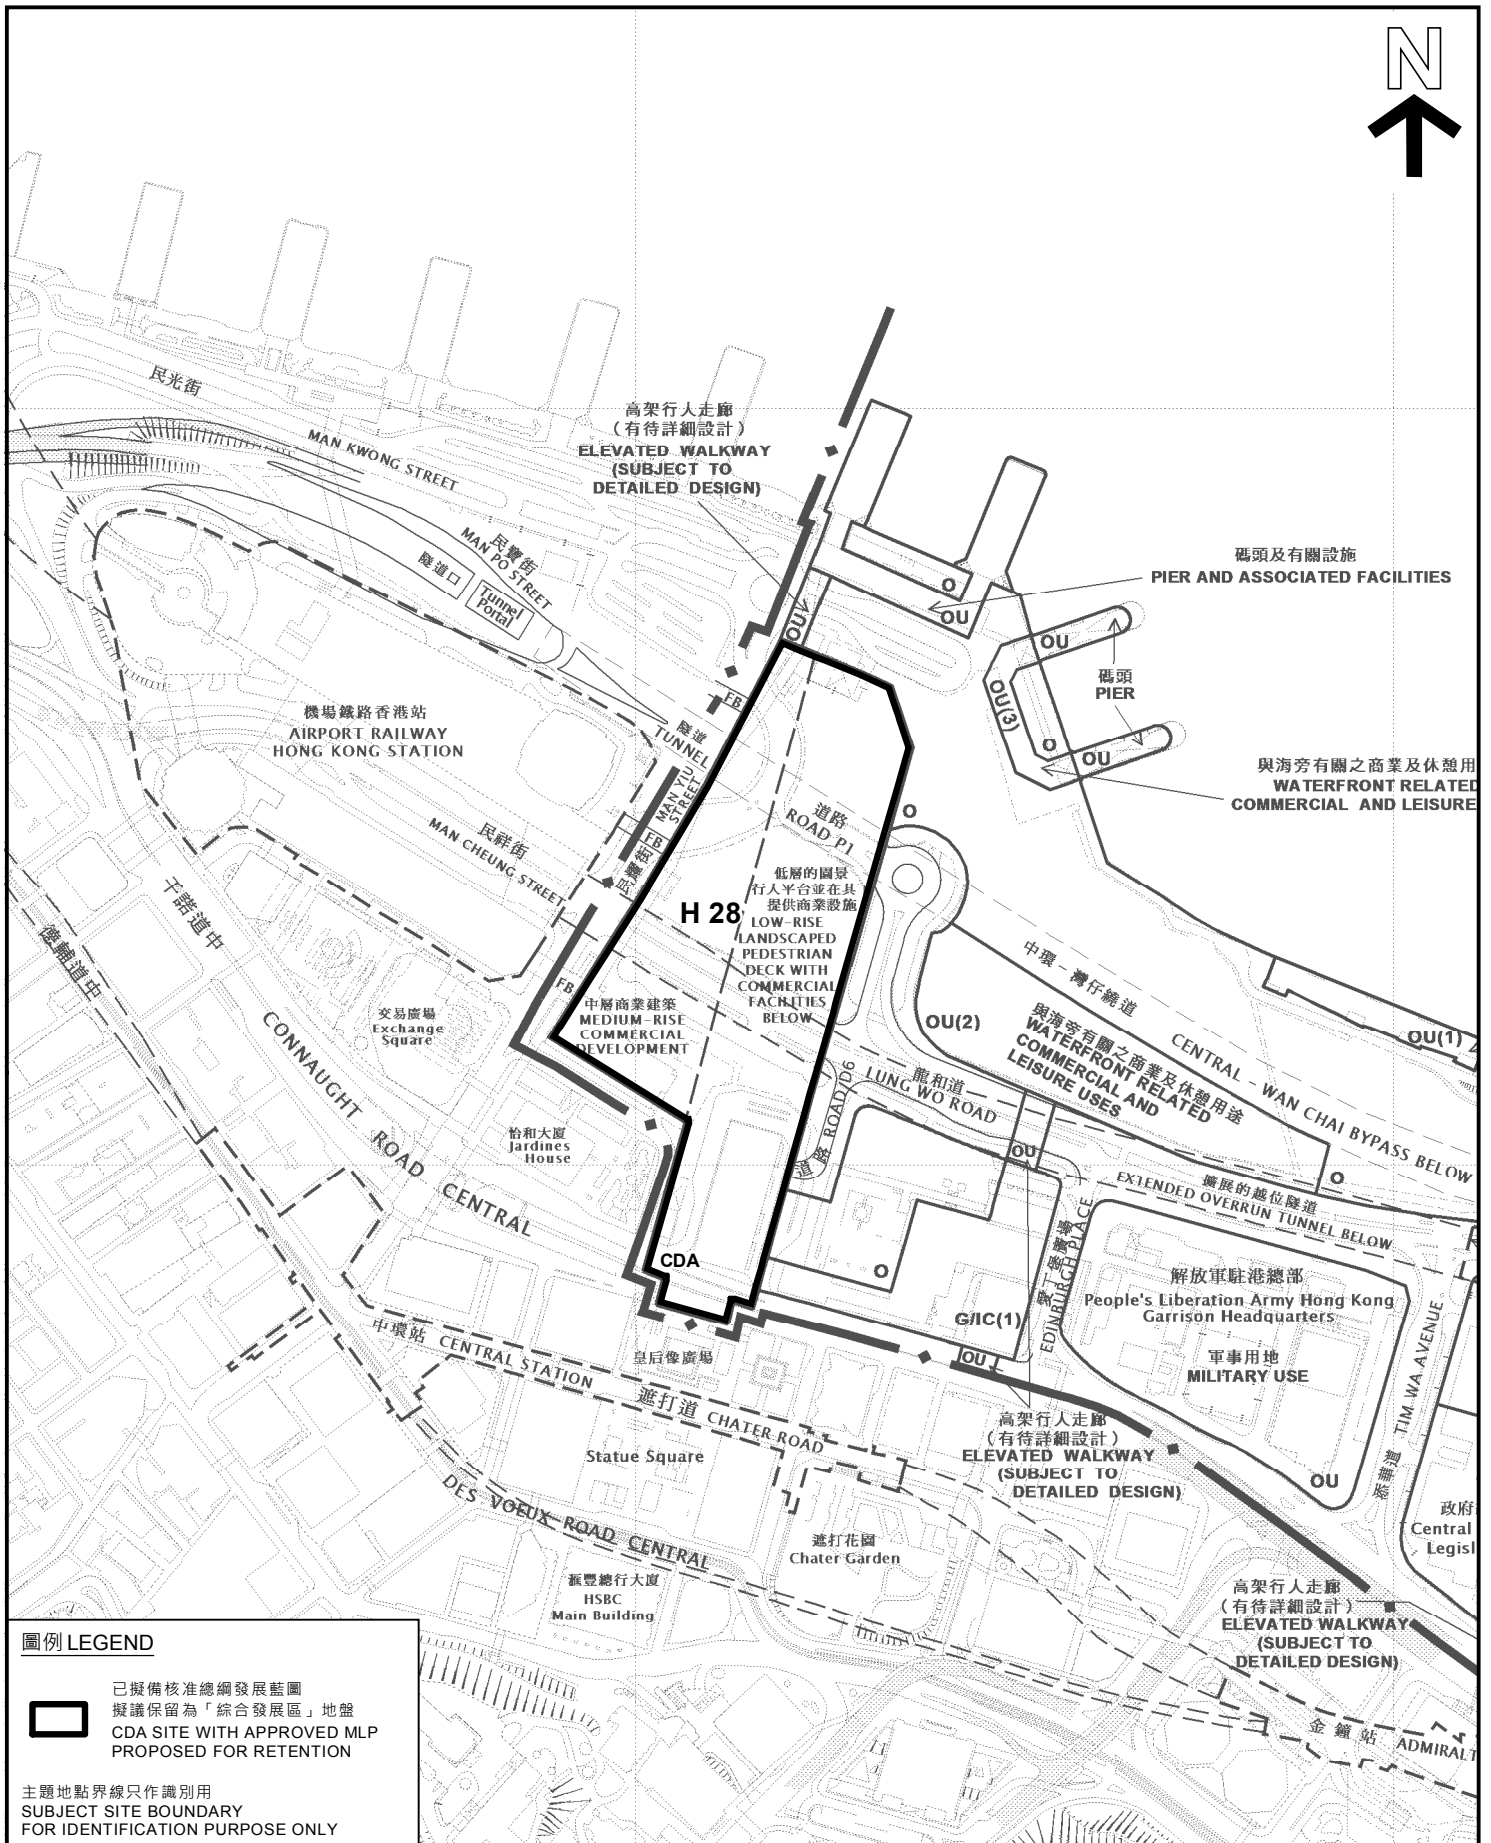 N
民光街
MAN KWONG STREET
高架行人走廊
（有待詳細設計）
ELEVATED WALKWAY
(SUBJECT TO
DETAILED DESIGN)
民寶街
MAN PO STREET
隧道口
Tunnel
Portal
碼頭及有關設施
PIER AND ASSOCIATED FACILITIES
O
OU
OU
OU
碼頭
PIER
OU(3)
O
OU
與海旁有關之商業及休憩用
WATERFRONT RELATED
COMMERCIAL AND LEISURE
機場鐵路香港站
AIRPORT RAILWAY
HONG KONG STATION
FB
隧道
TUNNEL
MAN YIU
STREET
民耀街
FB
民祥街
MAN CHEUNG STREET
道路
ROAD P1
O
低層的園景
行人平台並在其
提供商業設施
LOW-RISE
LANDSCAPED
PEDESTRIAN
DECK WITH
COMMERCIAL
FACILITIES
BELOW
H 28
FB
中層商業建築
MEDIUM-RISE
COMMERCIAL
DEVELOPMENT
干諾道中
CONNAUGHT ROAD CENTRAL
德輔道中
交易廣場
Exchange
Square
怡和大廈
Jardines
House
中環－灣仔繞道
CENTRAL - WAN CHAI BYPASS BELOW
OU(2)
與海旁有關之商業及休憩用途
WATERFRONT RELATED
COMMERCIAL AND
LEISURE USES
OU(1)
龍和道
LUNG WO ROAD
道路 ROAD D6
OU
O
擴展的越位隧道
EXTENDED OVERRUN TUNNEL BELOW
愛丁堡廣場
EDINBURGH PLACE
CDA
O
G/IC(1)
OU
解放軍駐港總部
People's Liberation Army Hong Kong
Garrison Headquarters
軍事用地
MILITARY USE
OU
添華道 TIM WA AVENUE
中環站 CENTRAL STATION
皇后像廣場
遮打道 CHATER ROAD
Statue Square
高架行人走廊
（有待詳細設計）
ELEVATED WALKWAY
(SUBJECT TO
DETAILED DESIGN)
政府
Central
Legisl
DES VOEUX ROAD CENTRAL
遮打花園
Chater Garden
滙豐總行大廈
HSBC
Main Building
高架行人走廊
（有待詳細設計）
ELEVATED WALKWAY
(SUBJECT TO
DETAILED DESIGN)
金鐘站 ADMIRALT
圖例 LEGEND
已擬備核准總綱發展藍圖
擬議保留為「綜合發展區」地盤
CDA SITE WITH APPROVED MLP
PROPOSED FOR RETENTION
主題地點界線只作識別用
SUBJECT SITE BOUNDARY
FOR IDENTIFICATION PURPOSE ONLY